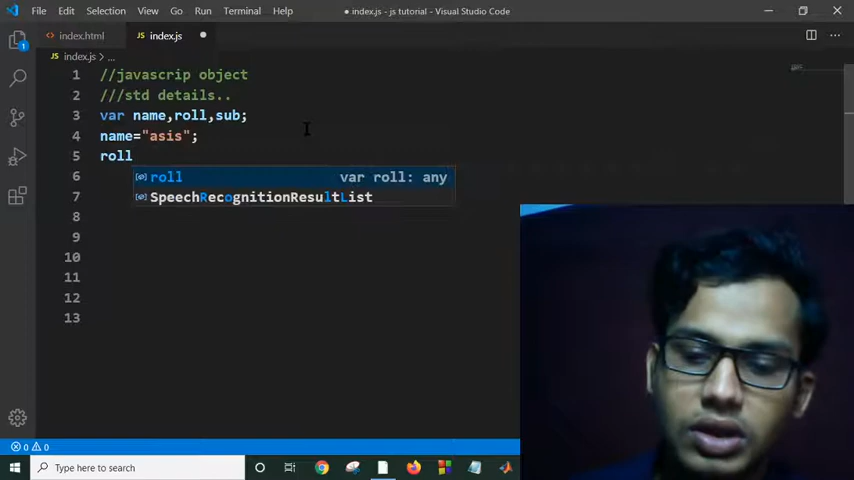 File Edit Selection View Go Run Terminal Help ● index.js - js tutorial - Visual Studio Code
index.html index.js
index.js > ...
1 //javascrip object
2 ///std details..
3 var name,roll,sub;
4 name="asis";
5 roll
6 roll var roll: any
7 SpeechRecognitionResultList
8
9
10
11
12
13
0 0
Type here to search